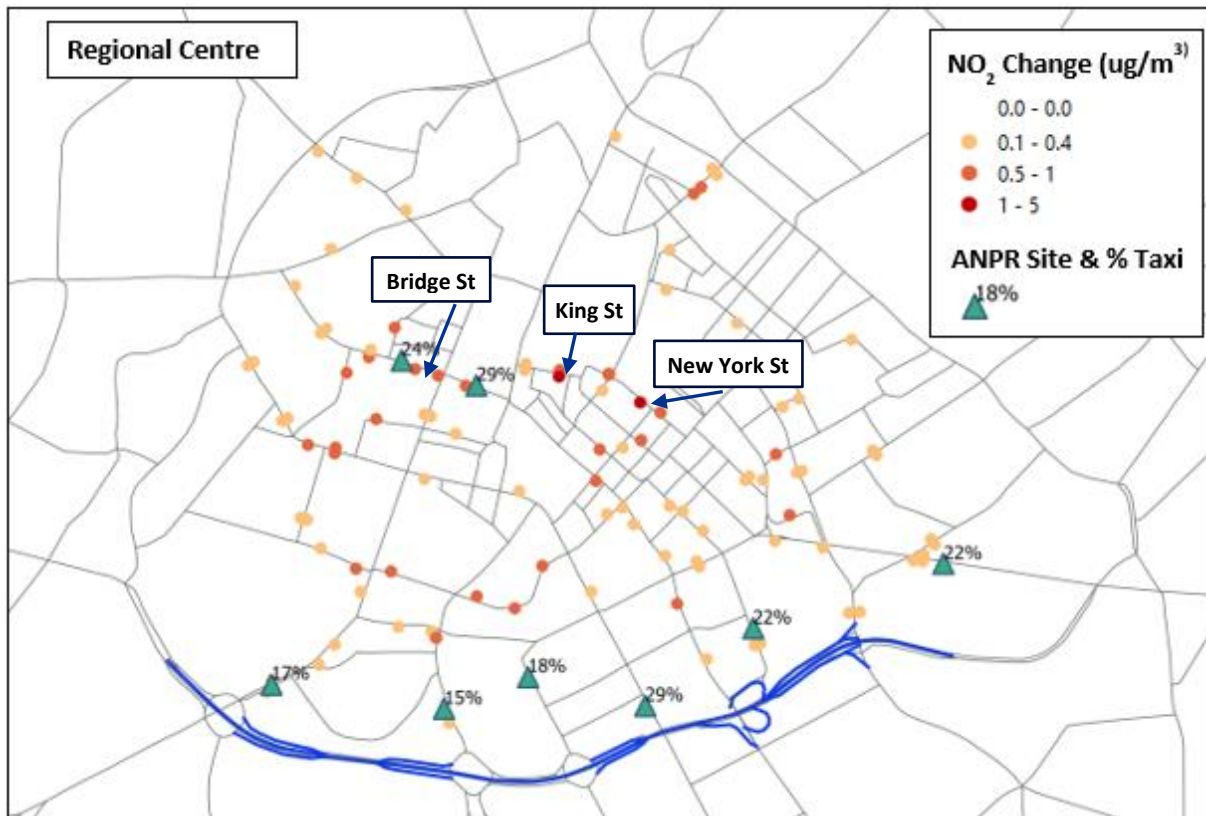 Regional Centre
NO₂ Change (ug/m³⁾
0.0 - 0.0
0.1 - 0.4
0.5 - 1
1 - 5
ANPR Site & % Taxi
18%
Bridge St
King St
New York St
24%
29%
22%
22%
18%
17%
15%
29%